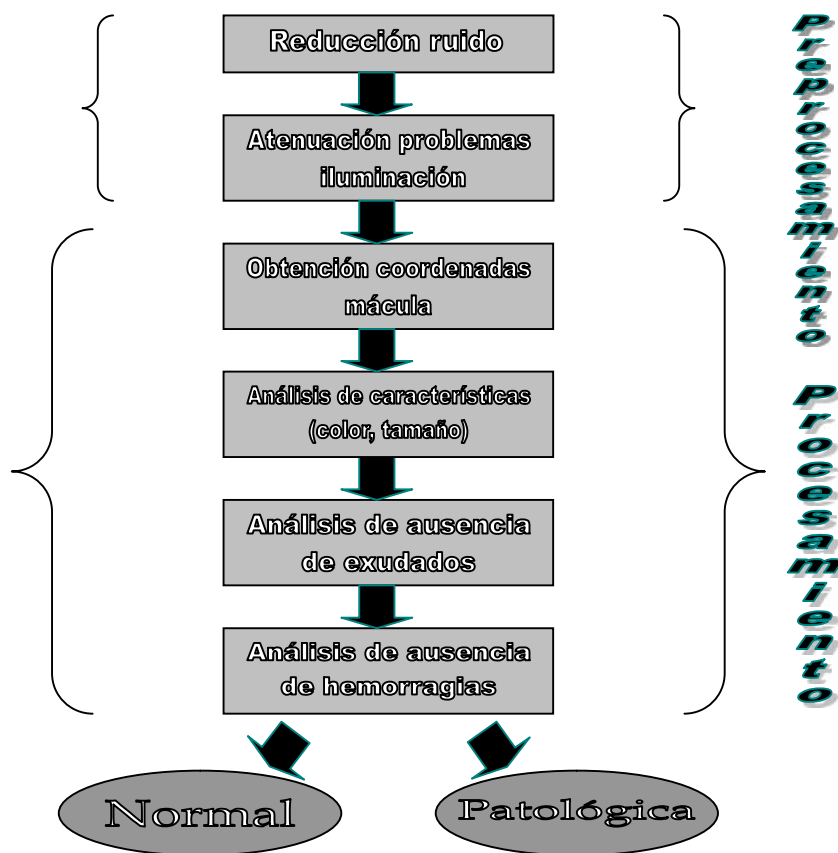 Reducción ruido
Atenuación problemas
iluminación
Obtención coordenadas
mácula
Análisis de características
(color, tamaño)
Análisis de ausencia
de exudados
Análisis de ausencia
de hemorragias
Normal
Patológica
Preprocesamiento
Procesamiento